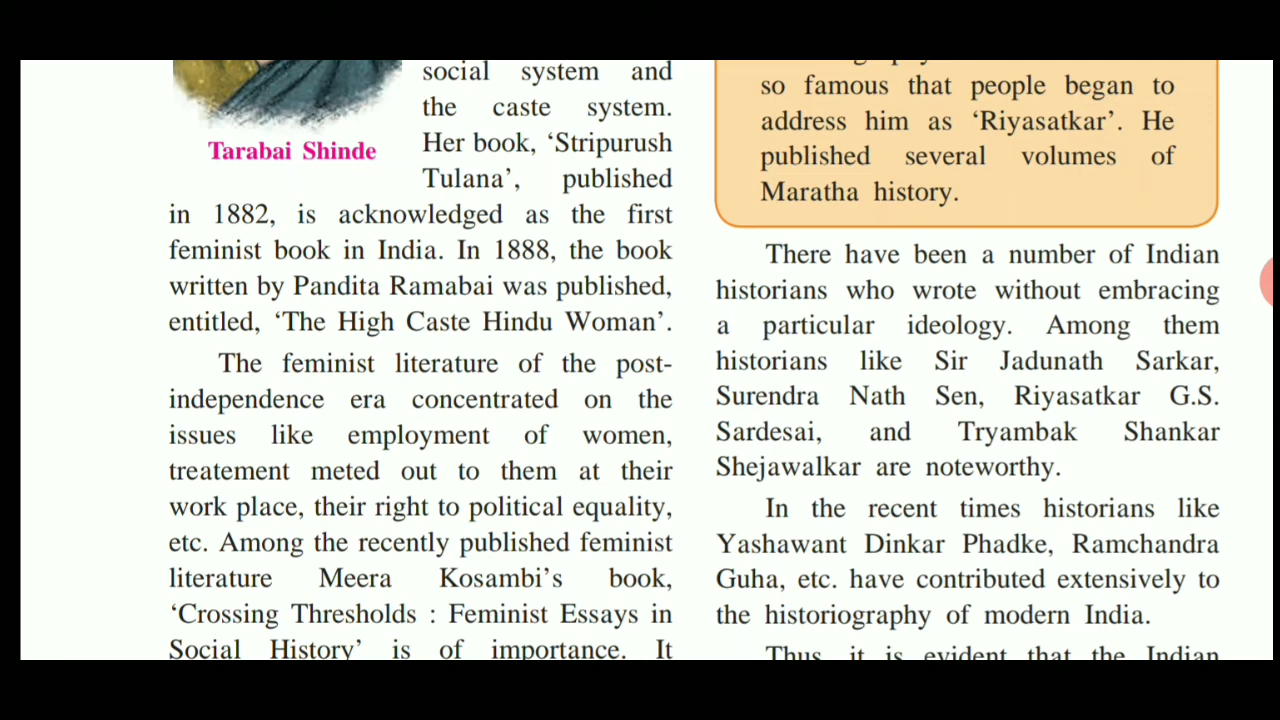 social system and
the caste system.
Her book, ‘Stripurush
Tulana’, published
Tarabai Shinde
in 1882, is acknowledged as the first
feminist book in India. In 1888, the book
written by Pandita Ramabai was published,
entitled, ‘The High Caste Hindu Woman’.
The feminist literature of the post-
independence era concentrated on the
issues like employment of women,
treatement meted out to them at their
work place, their right to political equality,
etc. Among the recently published feminist
literature Meera Kosambi’s book,
‘Crossing Thresholds : Feminist Essays in
Social History’ is of importance. It
so famous that people began to
address him as ‘Riyasatkar’. He
published several volumes of
Maratha history.
There have been a number of Indian
historians who wrote without embracing
a particular ideology. Among them
historians like Sir Jadunath Sarkar,
Surendra Nath Sen, Riyasatkar G.S.
Sardesai, and Tryambak Shankar
Shejawalkar are noteworthy.
In the recent times historians like
Yashawant Dinkar Phadke, Ramchandra
Guha, etc. have contributed extensively to
the historiography of modern India.
Thus, it is evident that the Indian